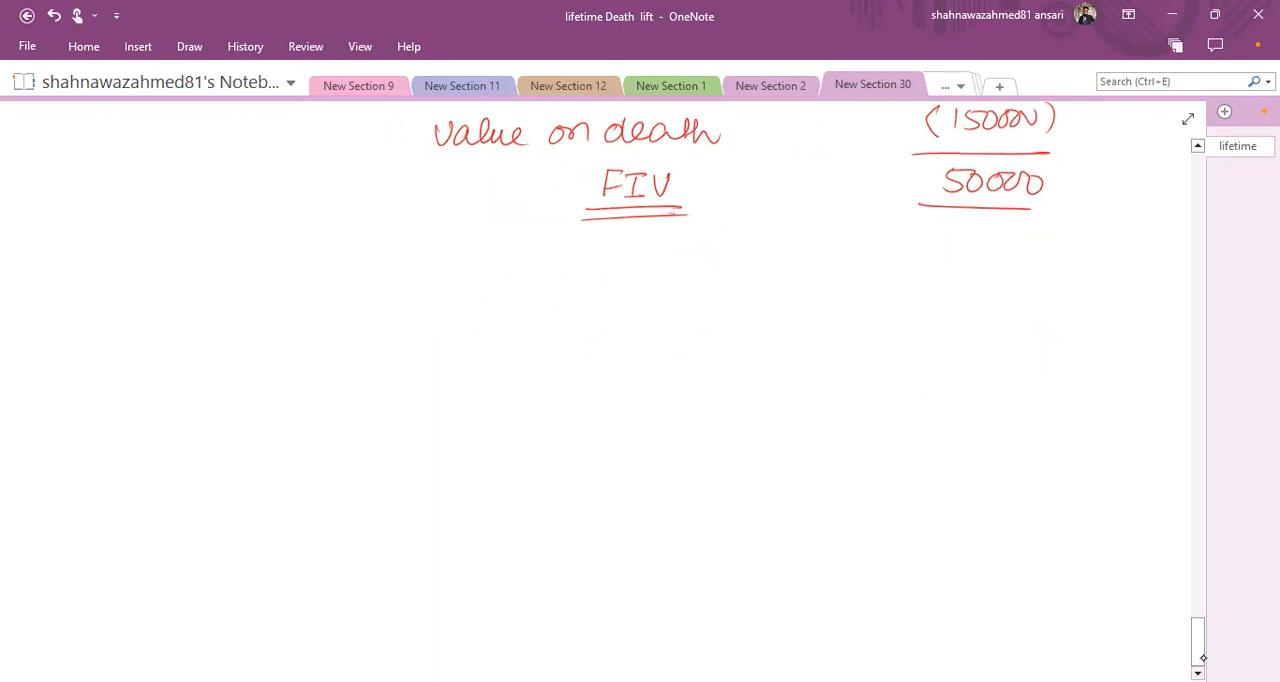 lifetime Death lift - OneNote
shahnawazahmed81 ansari
File Home Insert Draw History Review View Help
shahnawazahmed81's Noteb... New Section 9 New Section 11 New Section 12 New Section 1 New Section 2 New Section 30 ... + Search (Ctrl+E)
lifetime
value on death (150000)
FIV 50000